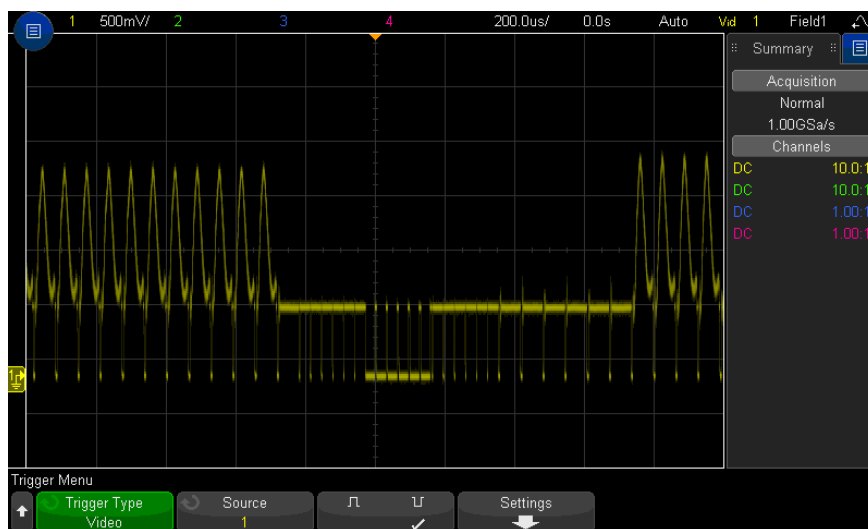 1 500mV/ 2 3 4 200.0us/ 0.0s Auto Vid 1 Field1
Summary
Acquisition
Normal
1.00GSa/s
Channels
DC 10.0:1
DC 10.0:1
DC 1.00:1
DC 1.00:1
1
Trigger Menu
Trigger Type
Video
Source
1
Settings